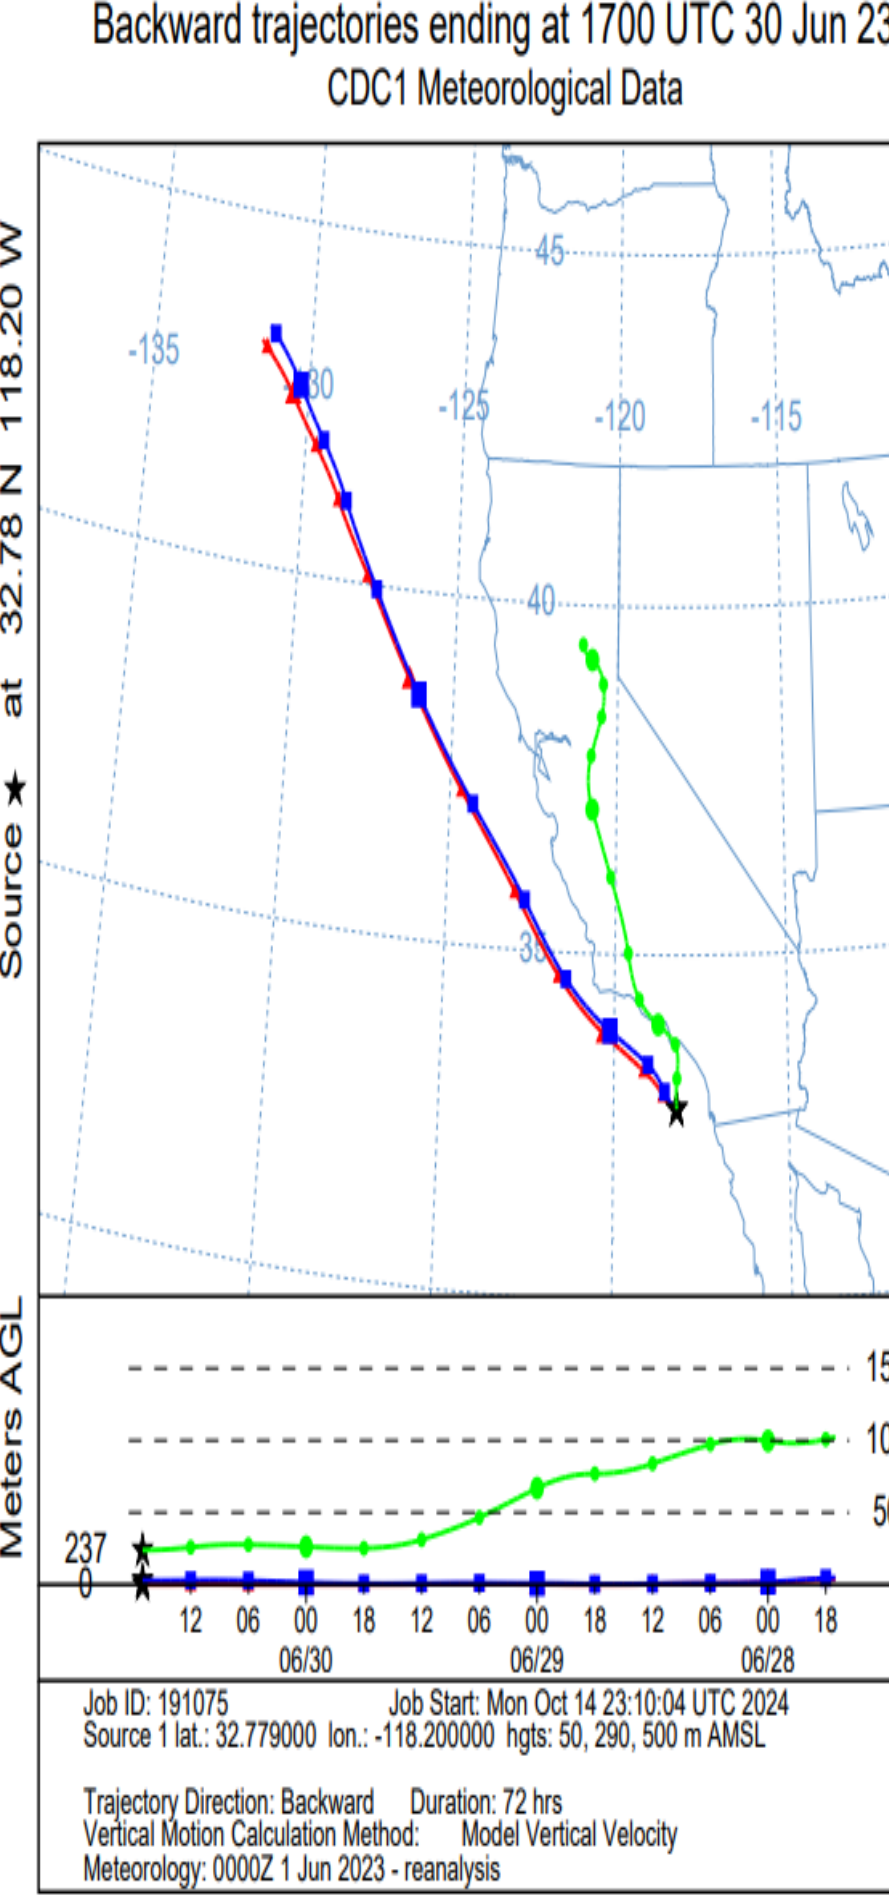 Backward trajectories ending at 1700 UTC 30 Jun 23
CDC1 Meteorological Data
Source ★ at 32.78 N 118.20 W
45
-135
-125
-120
-115
40
35
Meters AGL
237
0
12 06 00 18 12 06 00 18 12 06 00 18
06/30 06/29 06/28
Job ID: 191075 Job Start: Mon Oct 14 23:10:04 UTC 2024
Source 1 lat.: 32.779000 lon.: -118.200000 hgts: 50, 290, 500 m AMSL
Trajectory Direction: Backward Duration: 72 hrs
Vertical Motion Calculation Method: Model Vertical Velocity
Meteorology: 0000Z 1 Jun 2023 - reanalysis